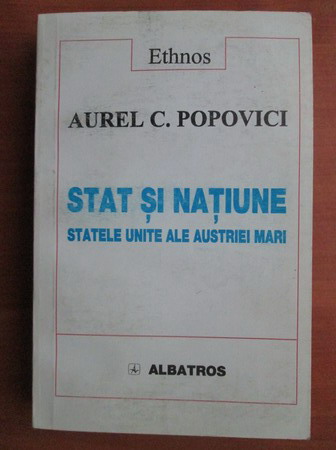 Ethnos
AUREL C. POPOVICI
STAT ȘI NAȚIUNE
STATELE UNITE ALE AUSTRIEI MARI
ALBATROS